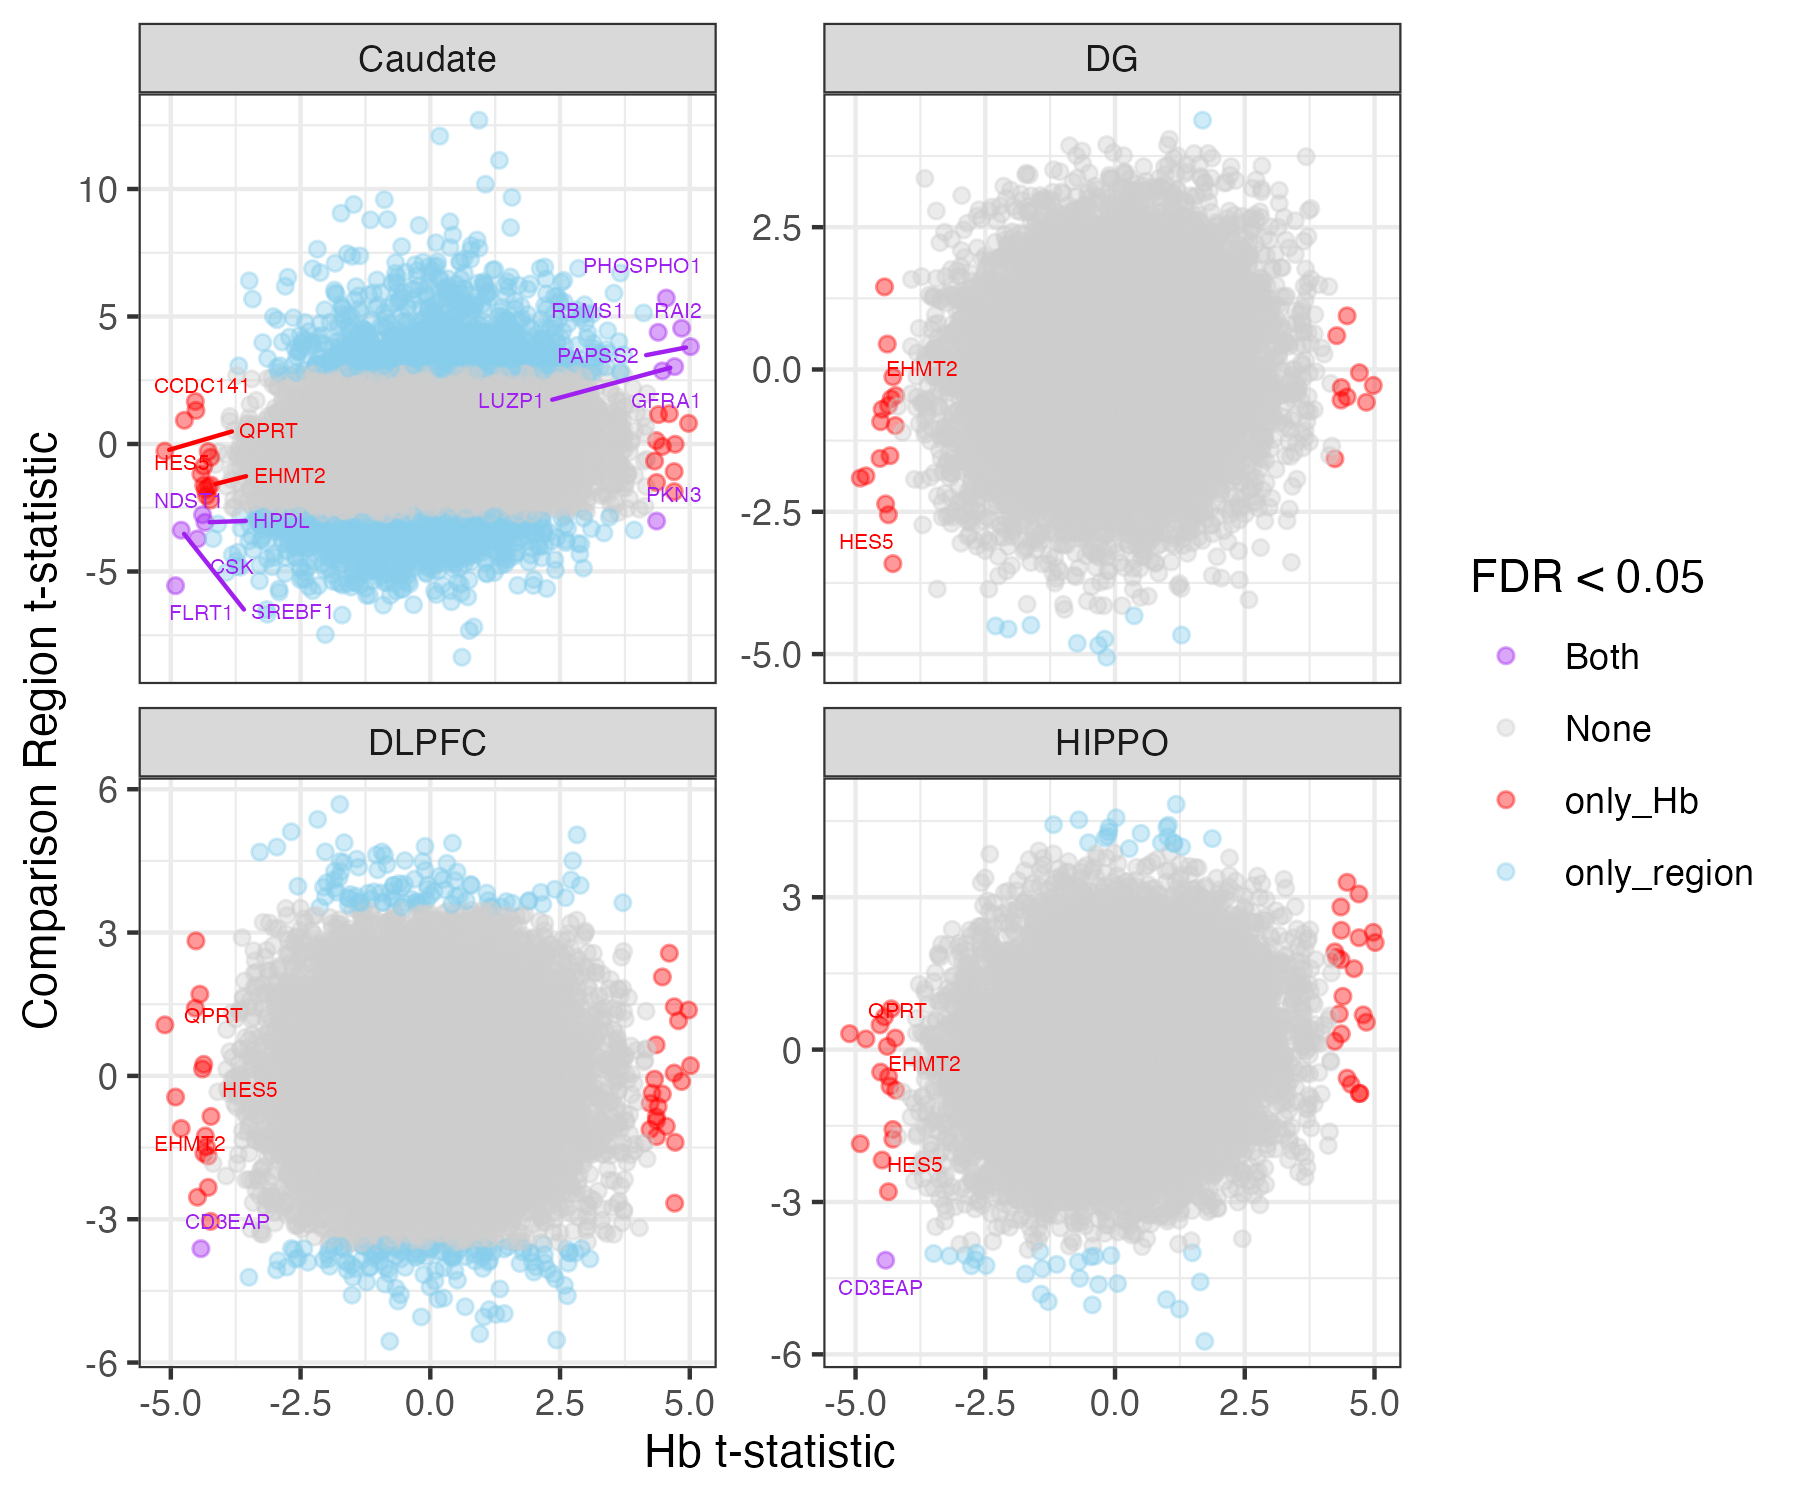 Caudate
DG
10
5
0
-5
PHOSPHO1
RBMS1
RAI2
PAPSS2
LUZP1
GFRA1
CCDC141
QPRT
HES5
EHMT2
NDST1
PKN3
HPDL
CSK
FLRT1
SREBF1
2.5
0.0
-2.5
-5.0
EHMT2
HES5
DLPFC
HIPPO
6
3
0
-3
-6
QPRT
HES5
EHMT2
CD3EAP
3
0
-3
-6
QPRT
EHMT2
HES5
CD3EAP
-5.0
-2.5
0.0
2.5
5.0
-5.0
-2.5
0.0
2.5
5.0
Hb t-statistic
Comparison Region t-statistic
FDR < 0.05
Both
None
only_Hb
only_region